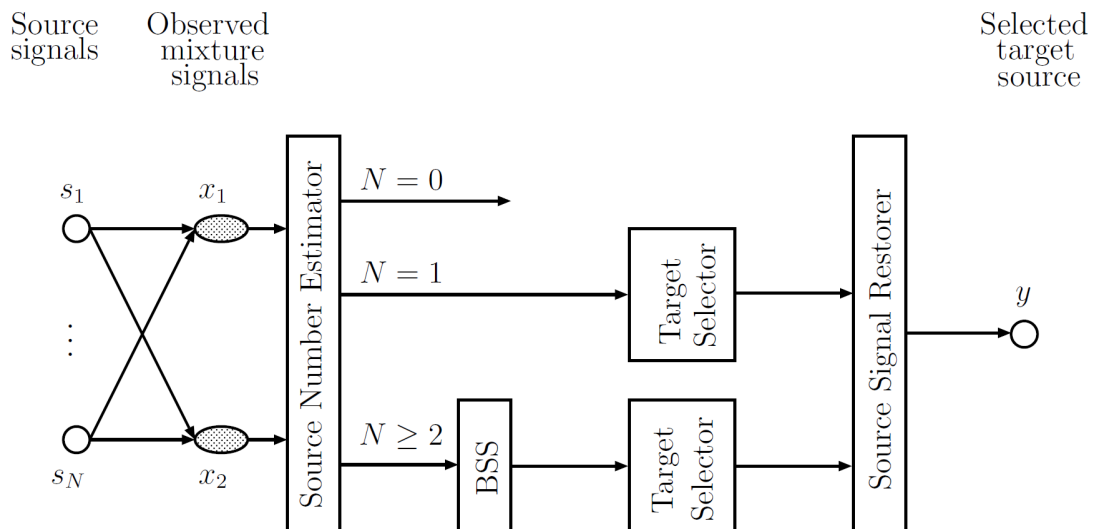 Source
signals
Observed
mixture
signals
Selected
target
source
s₁
x₁
⋮
s_N
x₂
Source Number Estimator
N = 0
N = 1
N ≥ 2
BSS
Target
Selector
Target
Selector
Source Signal Restorer
y